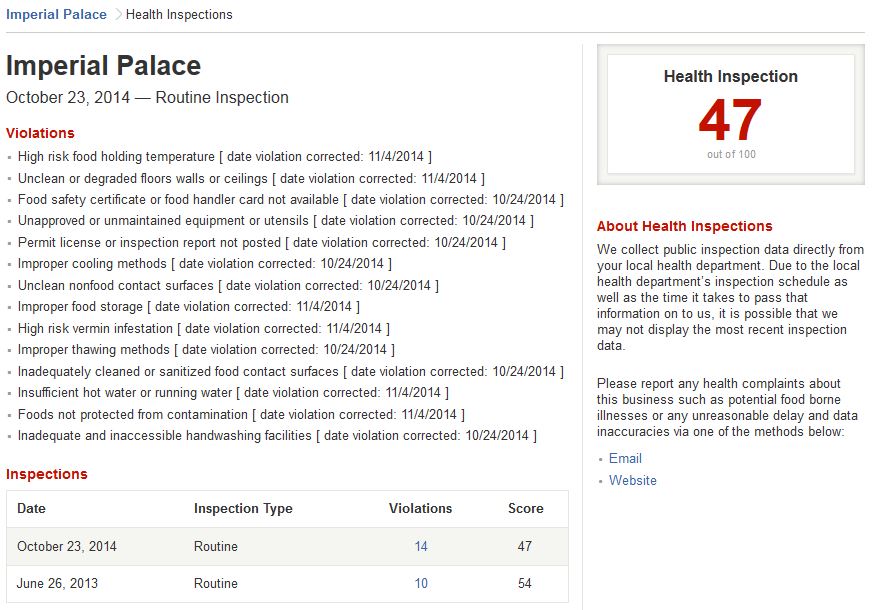 Imperial Palace > Health Inspections
Imperial Palace
October 23, 2014 — Routine Inspection
Violations
High risk food holding temperature [ date violation corrected: 11/4/2014 ]
Unclean or degraded floors walls or ceilings [ date violation corrected: 11/4/2014 ]
Food safety certificate or food handler card not available [ date violation corrected: 10/24/2014 ]
Unapproved or unmaintained equipment or utensils [ date violation corrected: 10/24/2014 ]
Permit license or inspection report not posted [ date violation corrected: 10/24/2014 ]
Improper cooling methods [ date violation corrected: 10/24/2014 ]
Unclean nonfood contact surfaces [ date violation corrected: 10/24/2014 ]
Improper food storage [ date violation corrected: 11/4/2014 ]
High risk vermin infestation [ date violation corrected: 11/4/2014 ]
Improper thawing methods [ date violation corrected: 10/24/2014 ]
Inadequately cleaned or sanitized food contact surfaces [ date violation corrected: 10/24/2014 ]
Insufficient hot water or running water [ date violation corrected: 11/4/2014 ]
Foods not protected from contamination [ date violation corrected: 11/4/2014 ]
Inadequate and inaccessible handwashing facilities [ date violation corrected: 10/24/2014 ]
Inspections
Date Inspection Type Violations Score
October 23, 2014 Routine 14 47
June 26, 2013 Routine 10 54
Health Inspection
47
out of 100
About Health Inspections
We collect public inspection data directly from
your local health department. Due to the local
health department's inspection schedule as
well as the time it takes to pass that
information on to us, it is possible that we
may not display the most recent inspection
data.
Please report any health complaints about
this business such as potential food borne
illnesses or any unreasonable delay and data
inaccuracies via one of the methods below:
Email
Website